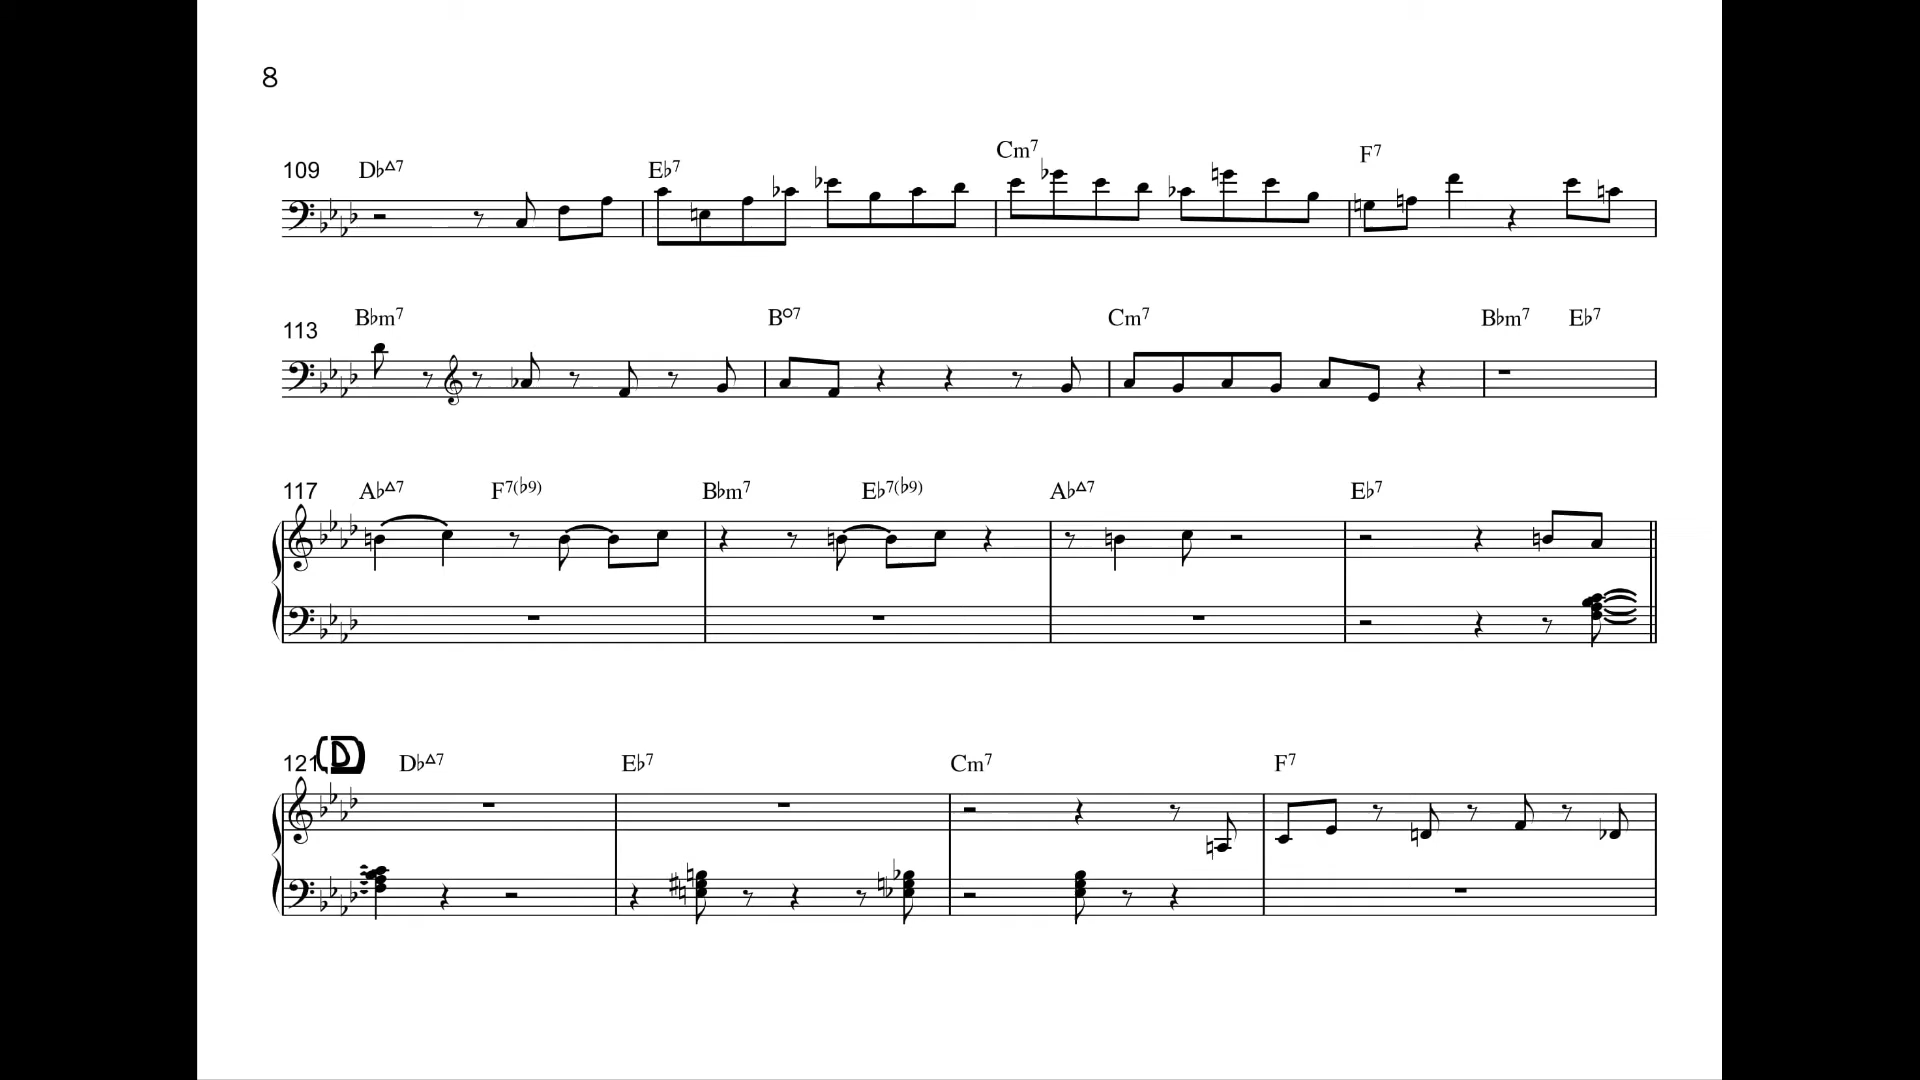 8
109 D♭Δ7 E♭7 Cm7 F7
113 B♭m7 B°7 Cm7 B♭m7 E♭7
117 A♭Δ7 F7(♭9) B♭m7 E♭7(♭9) A♭Δ7 E♭7
121 D D♭Δ7 E♭7 Cm7 F7